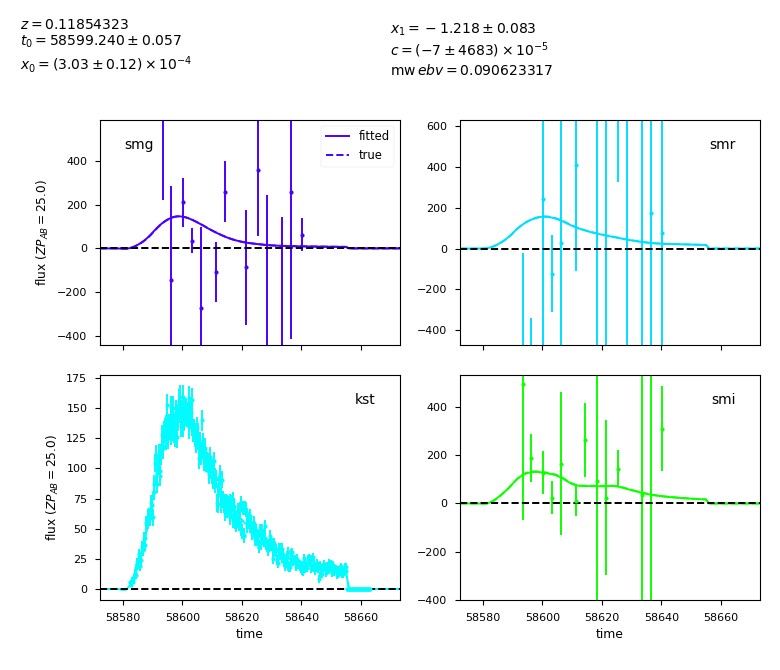 z = 0.11854323
t₀ = 58599.240 ± 0.057
x₀ = (3.03 ± 0.12) × 10⁻⁴
x₁ = −1.218 ± 0.083
c = (−7 ± 4683) × 10⁻⁵
mw ebv = 0.090623317
smg
fitted
true
flux (ZP_AB = 25.0)
400
200
0
−200
−400
smr
600
400
200
0
−200
−400
kst
flux (ZP_AB = 25.0)
175
150
125
100
75
50
25
0
58580 58600 58620 58640 58660
time
smi
400
200
0
−200
−400
58580 58600 58620 58640 58660
time